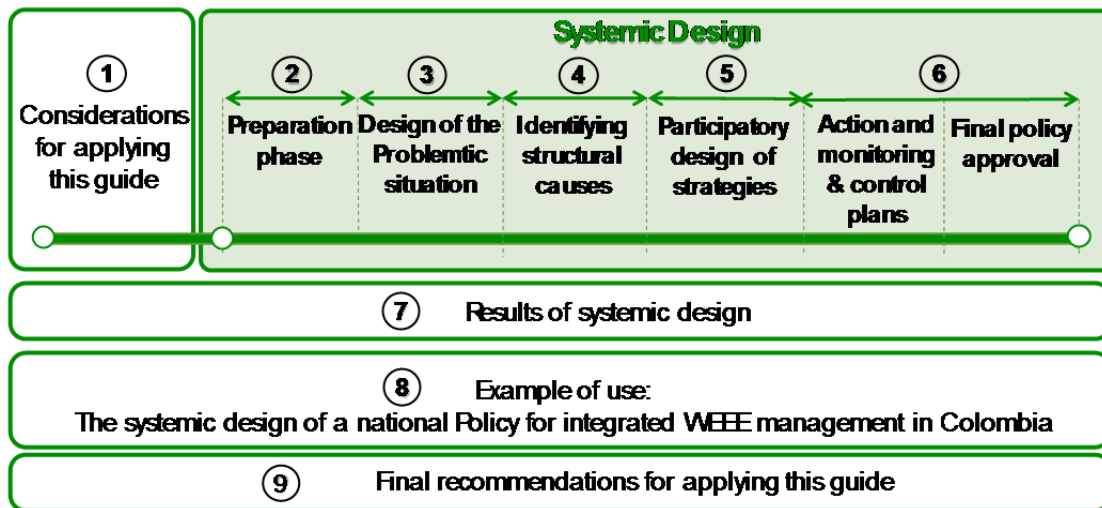 Systemic Design
1
Considerations
for applying
this guide
2
Preparation
phase
3
Design of the
Problemtic
situation
4
Identifying
structural
causes
5
Participatory
design of
strategies
6
Action and
monitoring
& control
plans
Final policy
approval
7 Results of systemic design
8 Example of use:
The systemic design of a national Policy for integrated WEEE management in Colombia
9 Final recommendations for applying this guide